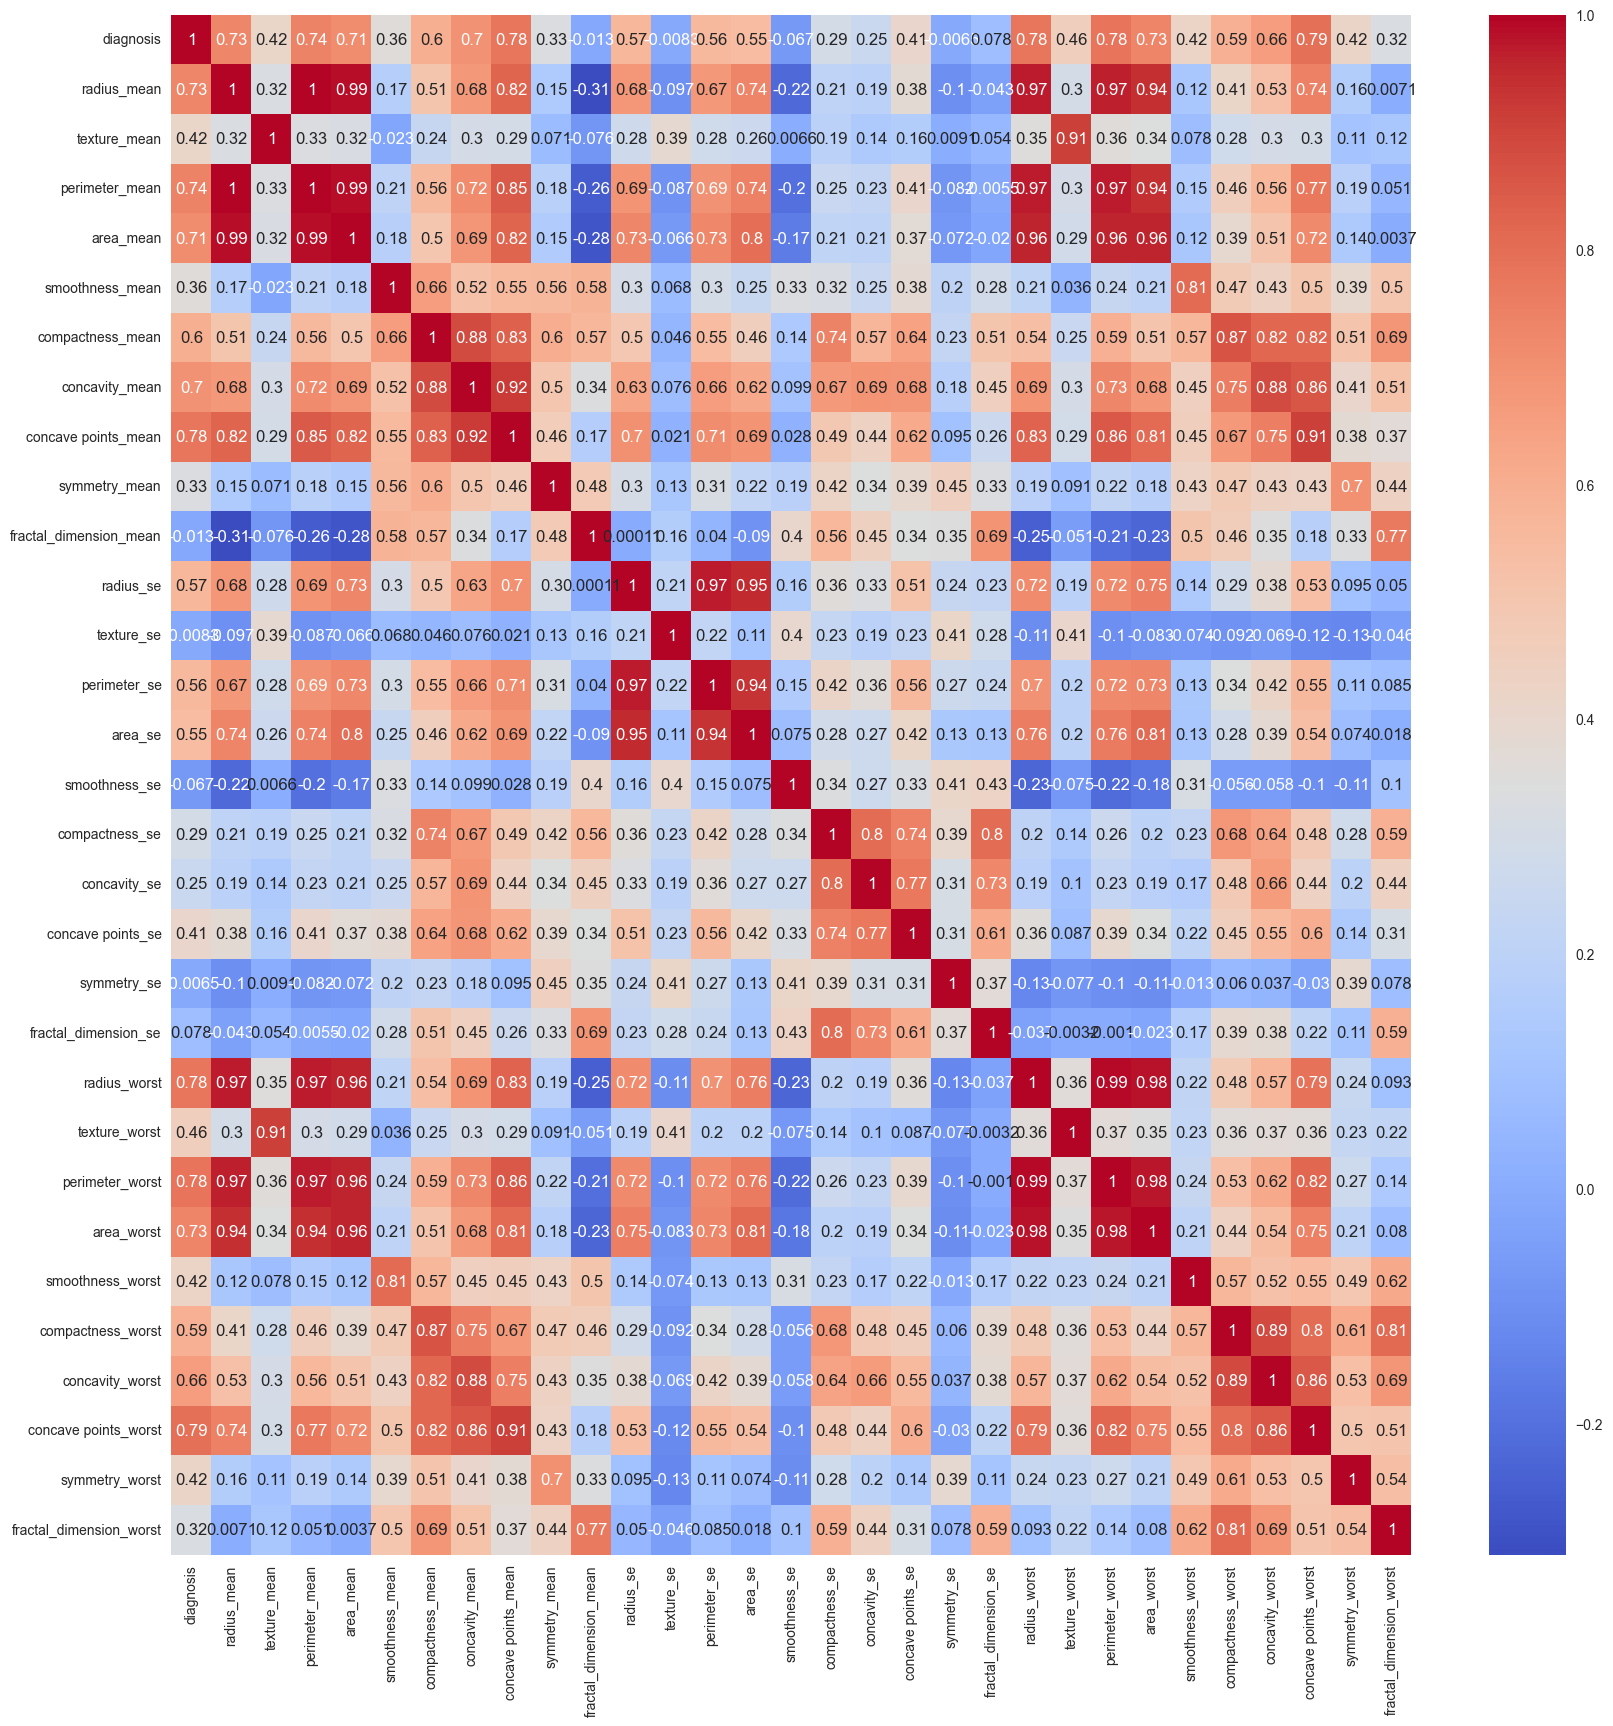 diagnosis 1 0.73 0.42 0.74 0.71 0.36 0.6 0.7 0.78 0.33 -0.013 0.57 -0.0083 0.56 0.55 -0.067 0.29 0.25 0.41 -0.0065 0.078 0.78 0.46 0.78 0.73 0.42 0.59 0.66 0.79 0.42 0.32 1.0
radius_mean 0.73 1 0.32 1 0.99 0.17 0.51 0.68 0.82 0.15 -0.31 0.68 -0.097 0.67 0.74 -0.22 0.21 0.19 0.38 -0.1 -0.043 0.97 0.3 0.97 0.94 0.12 0.41 0.53 0.74 0.16 0.0071
texture_mean 0.42 0.32 1 0.33 0.32 -0.023 0.24 0.3 0.29 0.071 -0.076 0.28 0.39 0.28 0.26 0.0066 0.19 0.14 0.16 0.0091 0.054 0.35 0.91 0.36 0.34 0.078 0.28 0.3 0.3 0.11 0.12
perimeter_mean 0.74 1 0.33 1 0.99 0.21 0.56 0.72 0.85 0.18 -0.26 0.69 -0.087 0.69 0.74 -0.2 0.25 0.23 0.41 -0.082 -0.0055 0.97 0.3 0.97 0.94 0.15 0.46 0.56 0.77 0.19 0.051
area_mean 0.71 0.99 0.32 0.99 1 0.18 0.5 0.69 0.82 0.15 -0.28 0.73 -0.066 0.73 0.8 -0.17 0.21 0.21 0.37 -0.072 -0.02 0.96 0.29 0.96 0.96 0.12 0.39 0.51 0.72 0.14 0.0037
0.8
smoothness_mean 0.36 0.17 -0.023 0.21 0.18 1 0.66 0.52 0.55 0.56 0.58 0.3 0.068 0.3 0.25 0.33 0.32 0.25 0.38 0.2 0.28 0.21 0.036 0.24 0.21 0.81 0.47 0.43 0.5 0.39 0.5
compactness_mean 0.6 0.51 0.24 0.56 0.5 0.66 1 0.88 0.83 0.6 0.57 0.5 0.046 0.55 0.46 0.14 0.74 0.57 0.64 0.23 0.51 0.54 0.25 0.59 0.51 0.57 0.87 0.82 0.82 0.51 0.69
concavity_mean 0.7 0.68 0.3 0.72 0.69 0.52 0.88 1 0.92 0.5 0.34 0.63 0.076 0.66 0.62 0.099 0.67 0.69 0.68 0.18 0.45 0.69 0.3 0.73 0.68 0.45 0.75 0.88 0.86 0.41 0.51
concave points_mean 0.78 0.82 0.29 0.85 0.82 0.55 0.83 0.92 1 0.46 0.17 0.7 0.021 0.71 0.69 0.028 0.49 0.44 0.62 0.095 0.26 0.83 0.29 0.86 0.81 0.45 0.67 0.75 0.91 0.38 0.37
symmetry_mean 0.33 0.15 0.071 0.18 0.15 0.56 0.6 0.5 0.46 1 0.48 0.3 0.13 0.31 0.22 0.19 0.42 0.34 0.39 0.45 0.33 0.19 0.091 0.22 0.18 0.43 0.47 0.43 0.43 0.7 0.44
0.6
fractal_dimension_mean -0.013 -0.31 -0.076 -0.26 -0.28 0.58 0.57 0.34 0.17 0.48 1 0.00011 0.16 0.04 -0.09 0.4 0.56 0.45 0.34 0.35 0.69 -0.25 -0.051 -0.21 -0.23 0.5 0.46 0.35 0.18 0.33 0.77
radius_se 0.57 0.68 0.28 0.69 0.73 0.3 0.5 0.63 0.7 0.3 0.00011 1 0.21 0.97 0.95 0.16 0.36 0.33 0.51 0.24 0.23 0.72 0.19 0.72 0.75 0.14 0.29 0.38 0.53 0.095 0.05
texture_se -0.0083 -0.097 0.39 -0.087 -0.066 0.068 0.046 0.076 0.021 0.13 0.16 0.21 1 0.22 0.11 0.4 0.23 0.19 0.23 0.41 0.28 -0.11 0.41 -0.1 -0.083 -0.074 -0.092 -0.069 -0.12 -0.13 -0.046
perimeter_se 0.56 0.67 0.28 0.69 0.73 0.3 0.55 0.66 0.71 0.31 0.04 0.97 0.22 1 0.94 0.15 0.42 0.36 0.56 0.27 0.24 0.7 0.2 0.72 0.73 0.13 0.34 0.42 0.55 0.11 0.085
0.4
area_se 0.55 0.74 0.26 0.74 0.8 0.25 0.46 0.62 0.69 0.22 -0.09 0.95 0.11 0.94 1 0.075 0.28 0.27 0.42 0.13 0.13 0.76 0.2 0.76 0.81 0.13 0.28 0.39 0.54 0.074 0.018
smoothness_se -0.067 -0.22 0.0066 -0.2 -0.17 0.33 0.14 0.099 0.028 0.19 0.4 0.16 0.4 0.15 0.075 1 0.34 0.27 0.33 0.41 0.43 -0.23 -0.075 -0.22 -0.18 0.31 -0.056 -0.058 -0.1 -0.11 0.1
compactness_se 0.29 0.21 0.19 0.25 0.21 0.32 0.74 0.67 0.49 0.42 0.56 0.36 0.23 0.42 0.28 0.34 1 0.8 0.74 0.39 0.8 0.2 0.14 0.26 0.2 0.23 0.68 0.64 0.48 0.28 0.59
concavity_se 0.25 0.19 0.14 0.23 0.21 0.25 0.57 0.69 0.44 0.34 0.45 0.33 0.19 0.36 0.27 0.27 0.8 1 0.77 0.31 0.73 0.19 0.1 0.23 0.19 0.17 0.48 0.66 0.44 0.2 0.44
concave points_se 0.41 0.38 0.16 0.41 0.37 0.38 0.64 0.68 0.62 0.39 0.34 0.51 0.23 0.56 0.42 0.33 0.74 0.77 1 0.31 0.61 0.36 0.087 0.39 0.34 0.22 0.45 0.55 0.6 0.14 0.31
0.2
symmetry_se -0.0065 -0.1 0.0091 -0.082 -0.072 0.2 0.23 0.18 0.095 0.45 0.35 0.24 0.41 0.27 0.13 0.41 0.39 0.31 0.31 1 0.37 -0.13 -0.077 -0.1 -0.11 -0.013 0.06 0.037 -0.03 0.39 0.078
fractal_dimension_se 0.078 -0.043 0.054 -0.0055 -0.02 0.28 0.51 0.45 0.26 0.33 0.69 0.23 0.28 0.24 0.13 0.43 0.8 0.73 0.61 0.37 1 -0.037 -0.0032 -0.001 -0.023 0.17 0.39 0.38 0.22 0.11 0.59
radius_worst 0.78 0.97 0.35 0.97 0.96 0.21 0.54 0.69 0.83 0.19 -0.25 0.72 -0.11 0.7 0.76 -0.23 0.2 0.19 0.36 -0.13 -0.037 1 0.36 0.99 0.98 0.22 0.48 0.57 0.79 0.24 0.093
texture_worst 0.46 0.3 0.91 0.3 0.29 0.036 0.25 0.3 0.29 0.091 -0.051 0.19 0.41 0.2 0.2 -0.075 0.14 0.1 0.087 -0.077 -0.0032 0.36 1 0.37 0.35 0.23 0.36 0.37 0.36 0.23 0.22
perimeter_worst 0.78 0.97 0.36 0.97 0.96 0.24 0.59 0.73 0.86 0.22 -0.21 0.72 -0.1 0.72 0.76 -0.22 0.26 0.23 0.39 -0.1 -0.001 0.99 0.37 1 0.98 0.24 0.53 0.62 0.82 0.27 0.14
0.0
area_worst 0.73 0.94 0.34 0.94 0.96 0.21 0.51 0.68 0.81 0.18 -0.23 0.75 -0.083 0.73 0.81 -0.18 0.2 0.19 0.34 -0.11 -0.023 0.98 0.35 0.98 1 0.21 0.44 0.54 0.75 0.21 0.08
smoothness_worst 0.42 0.12 0.078 0.15 0.12 0.81 0.57 0.45 0.45 0.43 0.5 0.14 -0.074 0.13 0.13 0.31 0.23 0.17 0.22 -0.013 0.17 0.22 0.23 0.24 0.21 1 0.57 0.52 0.55 0.49 0.62
compactness_worst 0.59 0.41 0.28 0.46 0.39 0.47 0.87 0.75 0.67 0.47 0.46 0.29 -0.092 0.34 0.28 -0.056 0.68 0.48 0.45 0.06 0.39 0.48 0.36 0.53 0.44 0.57 1 0.89 0.8 0.61 0.81
concavity_worst 0.66 0.53 0.3 0.56 0.51 0.43 0.82 0.88 0.75 0.43 0.35 0.38 -0.069 0.42 0.39 -0.058 0.64 0.66 0.55 0.037 0.38 0.57 0.37 0.62 0.54 0.52 0.89 1 0.86 0.53 0.69
concave points_worst 0.79 0.74 0.3 0.77 0.72 0.5 0.82 0.86 0.91 0.43 0.18 0.53 -0.12 0.55 0.54 -0.1 0.48 0.44 0.6 -0.03 0.22 0.79 0.36 0.82 0.75 0.55 0.8 0.86 1 0.5 0.51
−0.2
symmetry_worst 0.42 0.16 0.11 0.19 0.14 0.39 0.51 0.41 0.38 0.7 0.33 0.095 -0.13 0.11 0.074 -0.11 0.28 0.2 0.14 0.39 0.11 0.24 0.23 0.27 0.21 0.49 0.61 0.53 0.5 1 0.54
fractal_dimension_worst 0.32 0.0071 0.12 0.051 0.0037 0.5 0.69 0.51 0.37 0.44 0.77 0.05 -0.046 0.085 0.018 0.1 0.59 0.44 0.31 0.078 0.59 0.093 0.22 0.14 0.08 0.62 0.81 0.69 0.51 0.54 1
diagnosis
radius_mean
texture_mean
perimeter_mean
area_mean
smoothness_mean
compactness_mean
concavity_mean
concave points_mean
symmetry_mean
fractal_dimension_mean
radius_se
texture_se
perimeter_se
area_se
smoothness_se
compactness_se
concavity_se
concave points_se
symmetry_se
fractal_dimension_se
radius_worst
texture_worst
perimeter_worst
area_worst
smoothness_worst
compactness_worst
concavity_worst
concave points_worst
symmetry_worst
fractal_dimension_worst